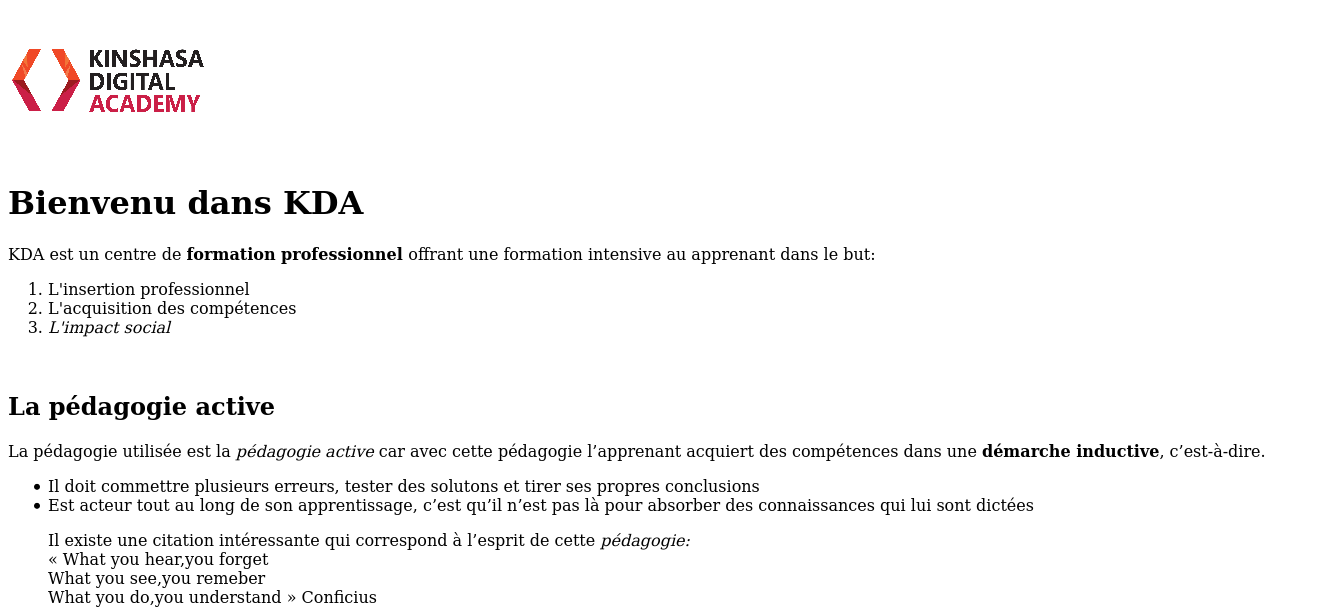 KINSHASA
DIGITAL
ACADEMY
Bienvenu dans KDA
KDA est un centre de formation professionnel offrant une formation intensive au apprenant dans le but:
1. L'insertion professionnel
2. L'acquisition des compétences
3. L'impact social
La pédagogie active
La pédagogie utilisée est la pédagogie active car avec cette pédagogie l’apprenant acquiert des compétences dans une démarche inductive, c’est-à-dire.
• Il doit commettre plusieurs erreurs, tester des solutons et tirer ses propres conclusions
• Est acteur tout au long de son apprentissage, c’est qu’il n’est pas là pour absorber des connaissances qui lui sont dictées
Il existe une citation intéressante qui correspond à l’esprit de cette pédagogie:
« What you hear,you forget
What you see,you remeber
What you do,you understand » Conficius